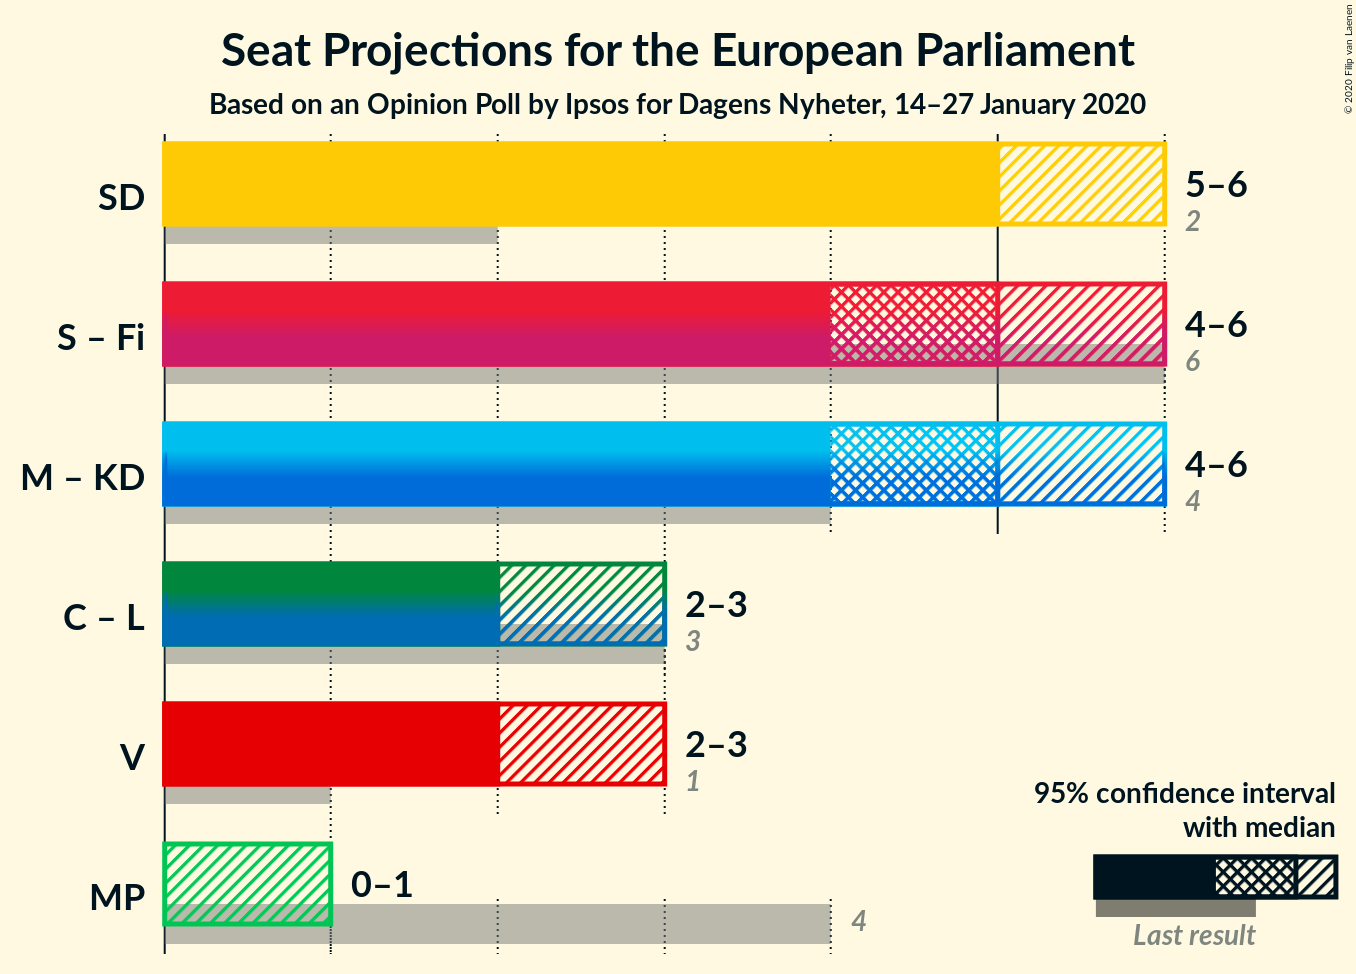 Seat Projections for the European Parliament
Based on an Opinion Poll by Ipsos for Dagens Nyheter, 14–27 January 2020
© 2020 Filip van Laenen
SD
5–6
2
S – Fi
4–6
6
M – KD
4–6
4
C – L
2–3
3
V
2–3
1
MP
0–1
4
95% confidence interval
with median
Last result